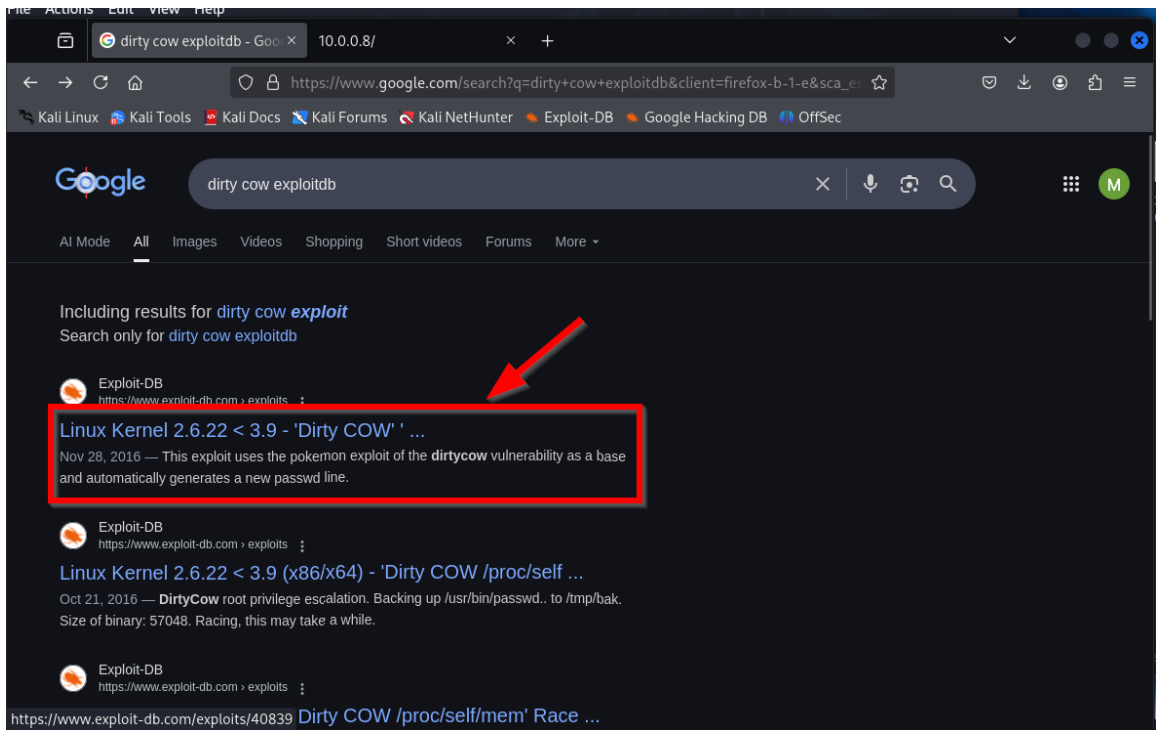 File Actions Edit View Help
dirty cow exploitdb - Goo
10.0.0.8/
https://www.google.com/search?q=dirty+cow+exploitdb&client=firefox-b-1-e&sca_es
Kali Linux Kali Tools Kali Docs Kali Forums Kali NetHunter Exploit-DB Google Hacking DB OffSec
Google
dirty cow exploitdb
M
AI Mode All Images Videos Shopping Short videos Forums More
Including results for dirty cow exploit
Search only for dirty cow exploitdb
Exploit-DB
https://www.exploit-db.com › exploits
Linux Kernel 2.6.22 < 3.9 - 'Dirty COW' ' ...
Nov 28, 2016 — This exploit uses the pokemon exploit of the dirtycow vulnerability as a base
and automatically generates a new passwd line.
Exploit-DB
https://www.exploit-db.com › exploits
Linux Kernel 2.6.22 < 3.9 (x86/x64) - 'Dirty COW /proc/self ...
Oct 21, 2016 — DirtyCow root privilege escalation. Backing up /usr/bin/passwd.. to /tmp/bak.
Size of binary: 57048. Racing, this may take a while.
Exploit-DB
https://www.exploit-db.com › exploits
https://www.exploit-db.com/exploits/40839 Dirty COW /proc/self/mem' Race ...